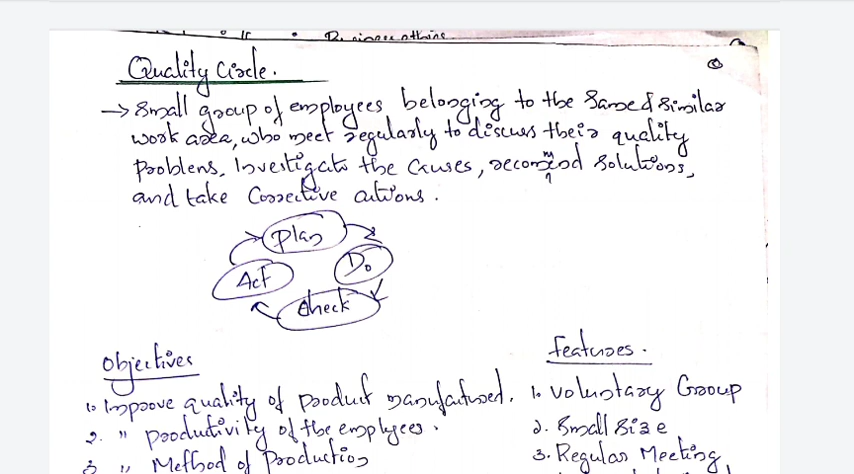 Business
Quality Circle.
→ Small group of employees belonging to the Same & Similar
work area, who meet regularly to discuss their quality
Problems, Investigate the Causes, recommend Solutions,
and take Corrective actions.
Plan
Do
Act
Check
Objectives
1. Improve quality of product manufactured.
2. " productivity of the employees.
3 " Method of Production
features.
1. Voluntary Group
2. Small Size
3. Regular Meeting